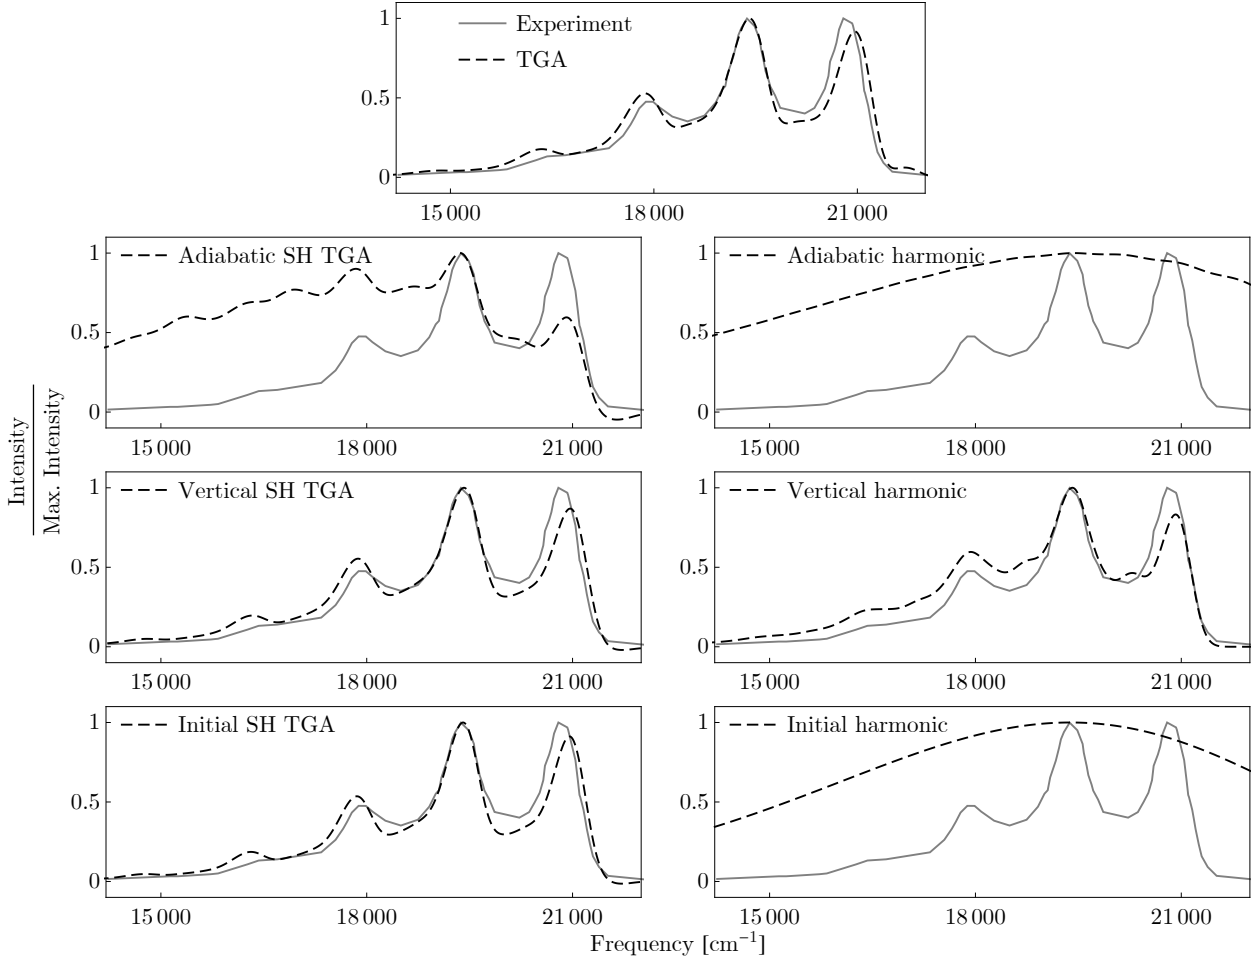 1
0.5
0
Experiment
TGA
15 000 18 000 21 000
1
0.5
0
Adiabatic SH TGA
15 000 18 000 21 000
1
0.5
0
Adiabatic harmonic
15 000 18 000 21 000
Intensity
Max. Intensity
1
0.5
0
Vertical SH TGA
15 000 18 000 21 000
1
0.5
0
Vertical harmonic
15 000 18 000 21 000
1
0.5
0
Initial SH TGA
15 000 18 000 21 000
1
0.5
0
Initial harmonic
15 000 18 000 21 000
Frequency [cm⁻¹]